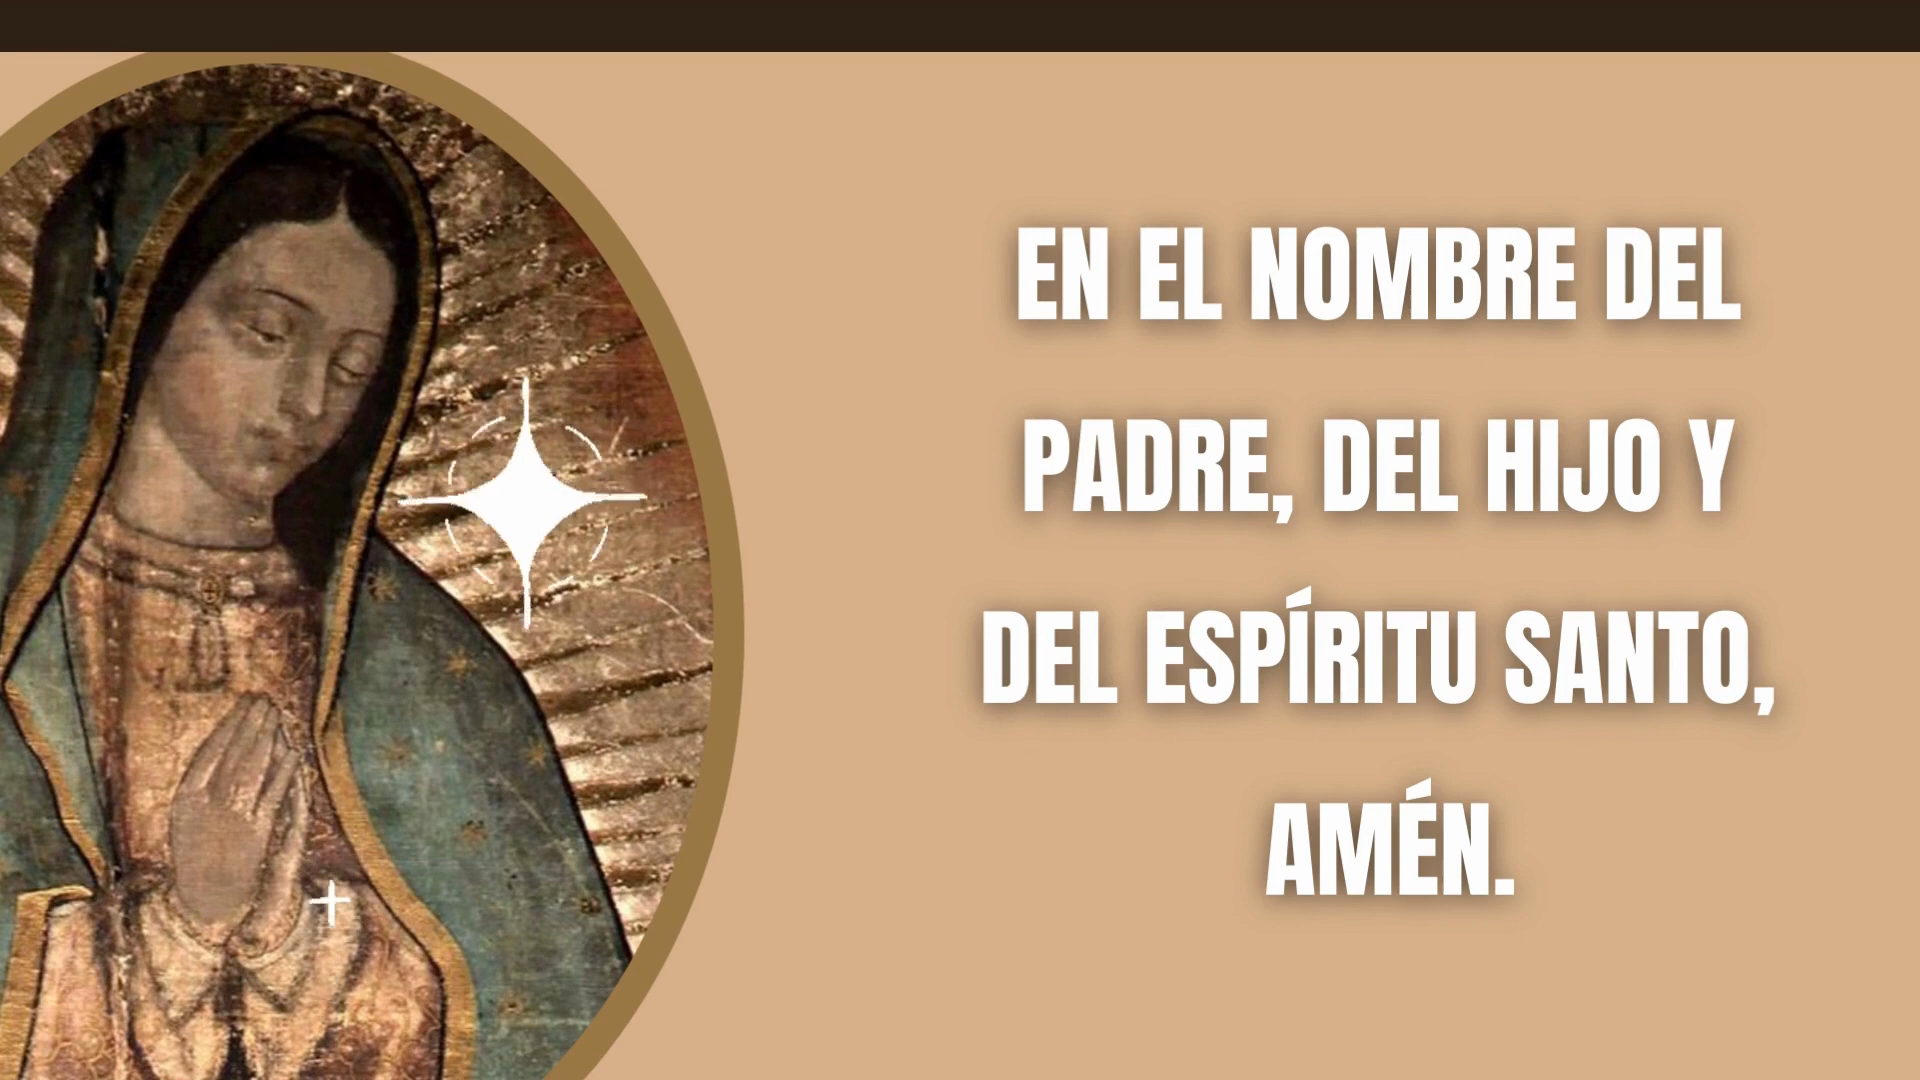 EN EL NOMBRE DEL
PADRE, DEL HIJO Y
DEL ESPÍRITU SANTO,
AMÉN.